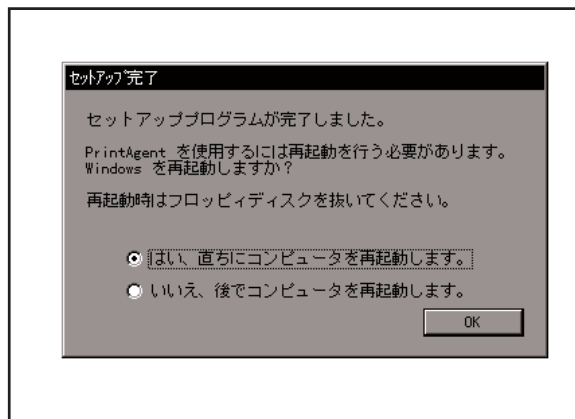 セットアップ完了
セットアッププログラムが完了しました。
PrintAgent を使用するには再起動を行う必要があります。
Windows を再起動しますか？
再起動時はフロッピィディスクを抜いてください。
はい、直ちにコンピュータを再起動します。
いいえ、後でコンピュータを再起動します。
OK